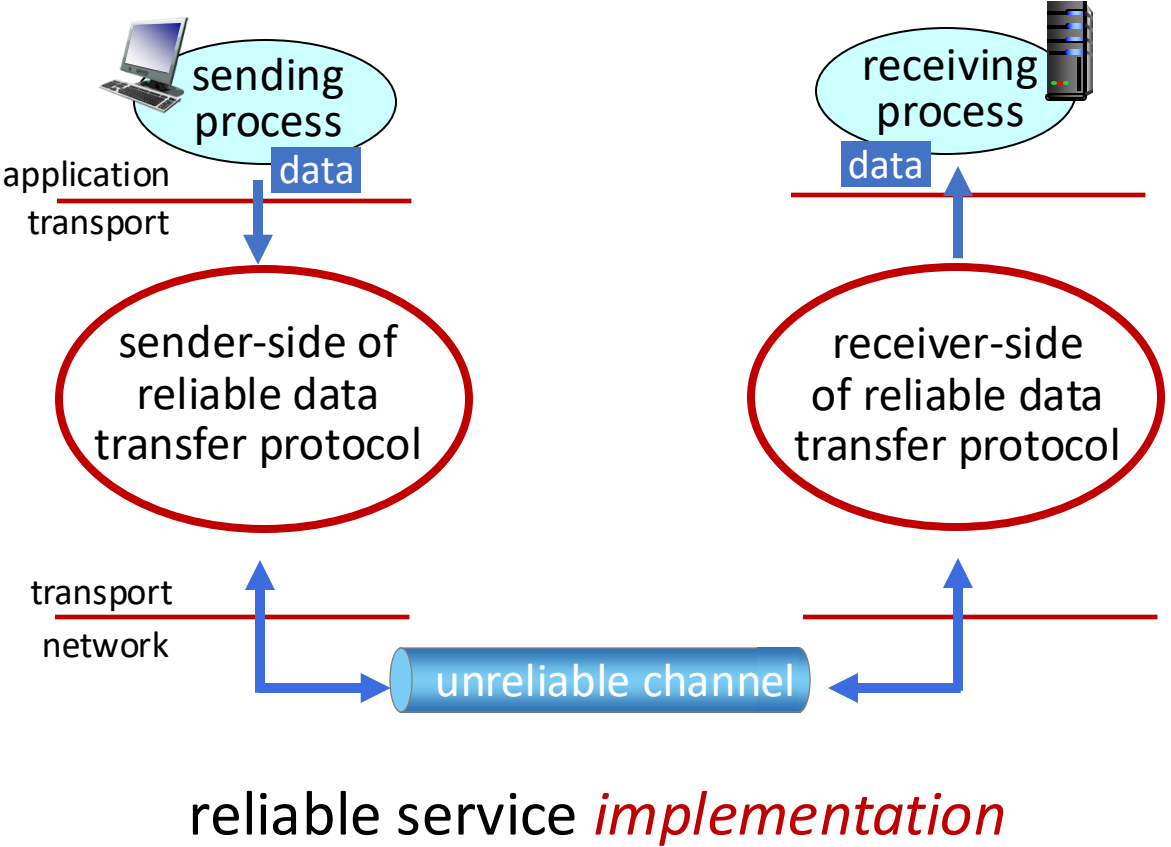 sending
process
data
application
transport
receiving
process
data
sender-side of
reliable data
transfer protocol
receiver-side
of reliable data
transfer protocol
transport
network
unreliable channel
reliable service implementation